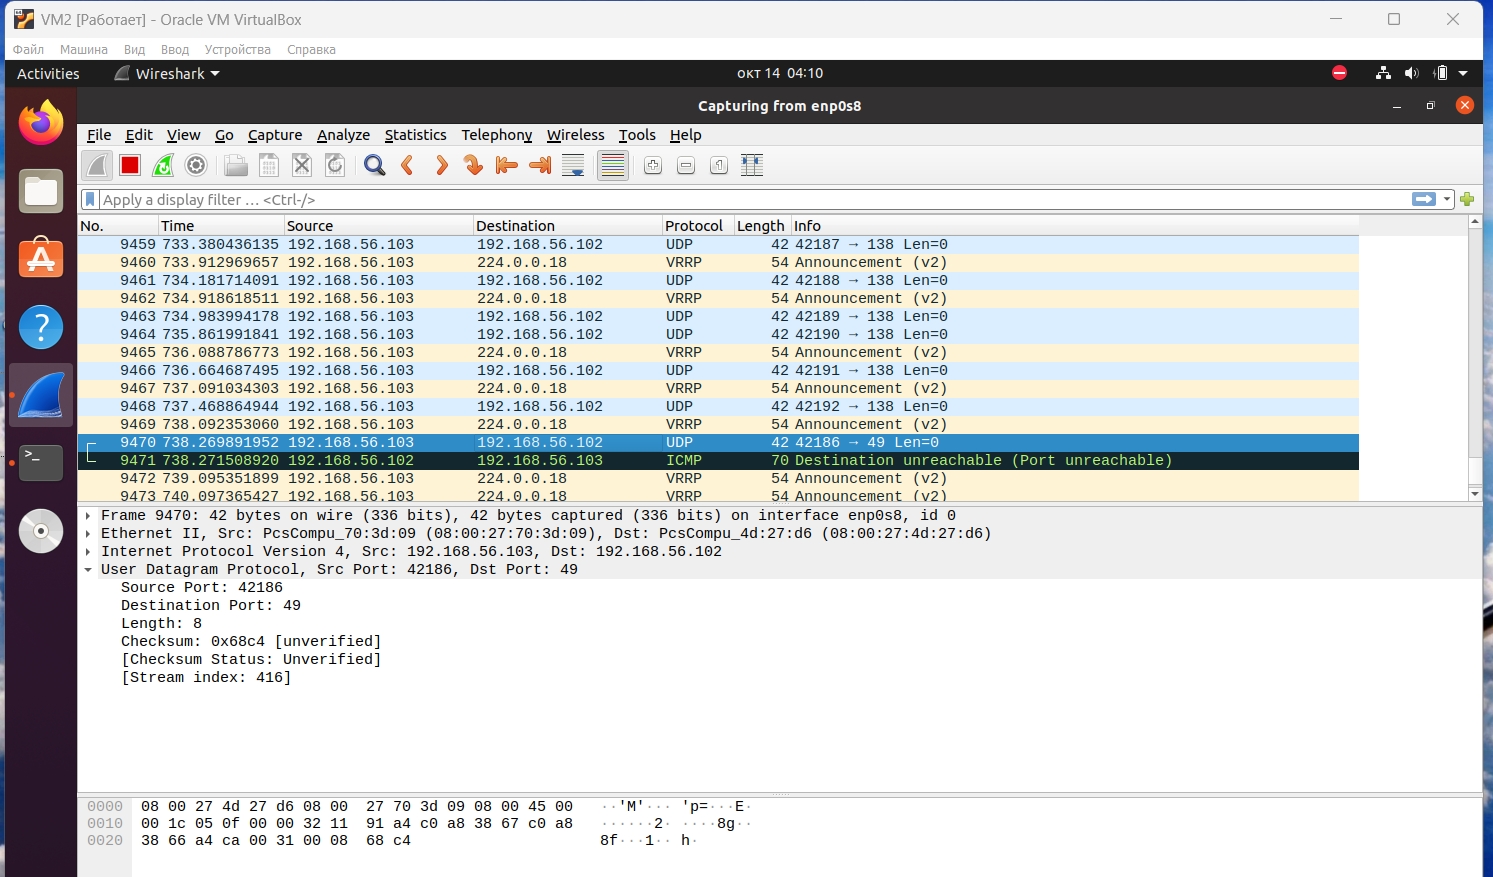 VM2 [Работает] - Oracle VM VirtualBox
Файл Машина Вид Ввод Устройства Справка
Activities Wireshark окт 14 04:10
Capturing from enp0s8
File Edit View Go Capture Analyze Statistics Telephony Wireless Tools Help
Apply a display filter … <Ctrl-/>
No. Time Source Destination Protocol Length Info
9459 733.380436135 192.168.56.103 192.168.56.102 UDP 42 42187 → 138 Len=0
9460 733.912969657 192.168.56.103 224.0.0.18 VRRP 54 Announcement (v2)
9461 734.181714091 192.168.56.103 192.168.56.102 UDP 42 42188 → 138 Len=0
9462 734.918618511 192.168.56.103 224.0.0.18 VRRP 54 Announcement (v2)
9463 734.983994178 192.168.56.103 192.168.56.102 UDP 42 42189 → 138 Len=0
9464 735.861991841 192.168.56.103 192.168.56.102 UDP 42 42190 → 138 Len=0
9465 736.088786773 192.168.56.103 224.0.0.18 VRRP 54 Announcement (v2)
9466 736.664687495 192.168.56.103 192.168.56.102 UDP 42 42191 → 138 Len=0
9467 737.091034303 192.168.56.103 224.0.0.18 VRRP 54 Announcement (v2)
9468 737.468864944 192.168.56.103 192.168.56.102 UDP 42 42192 → 138 Len=0
9469 738.092353060 192.168.56.103 224.0.0.18 VRRP 54 Announcement (v2)
9470 738.269891952 192.168.56.103 192.168.56.102 UDP 42 42186 → 49 Len=0
9471 738.271508920 192.168.56.102 192.168.56.103 ICMP 70 Destination unreachable (Port unreachable)
9472 739.095351899 192.168.56.103 224.0.0.18 VRRP 54 Announcement (v2)
9473 740.097365427 192.168.56.103 224.0.0.18 VRRP 54 Announcement (v2)
Frame 9470: 42 bytes on wire (336 bits), 42 bytes captured (336 bits) on interface enp0s8, id 0
Ethernet II, Src: PcsCompu_70:3d:09 (08:00:27:70:3d:09), Dst: PcsCompu_4d:27:d6 (08:00:27:4d:27:d6)
Internet Protocol Version 4, Src: 192.168.56.103, Dst: 192.168.56.102
User Datagram Protocol, Src Port: 42186, Dst Port: 49
Source Port: 42186
Destination Port: 49
Length: 8
Checksum: 0x68c4 [unverified]
[Checksum Status: Unverified]
[Stream index: 416]
0000 08 00 27 4d 27 d6 08 00 27 70 3d 09 08 00 45 00 ··'M'··· 'p=···E·
0010 00 1c 05 0f 00 00 32 11 91 a4 c0 a8 38 67 c0 a8 ······2· ····8g··
0020 38 66 a4 ca 00 31 00 08 68 c4 8f···1·· h·